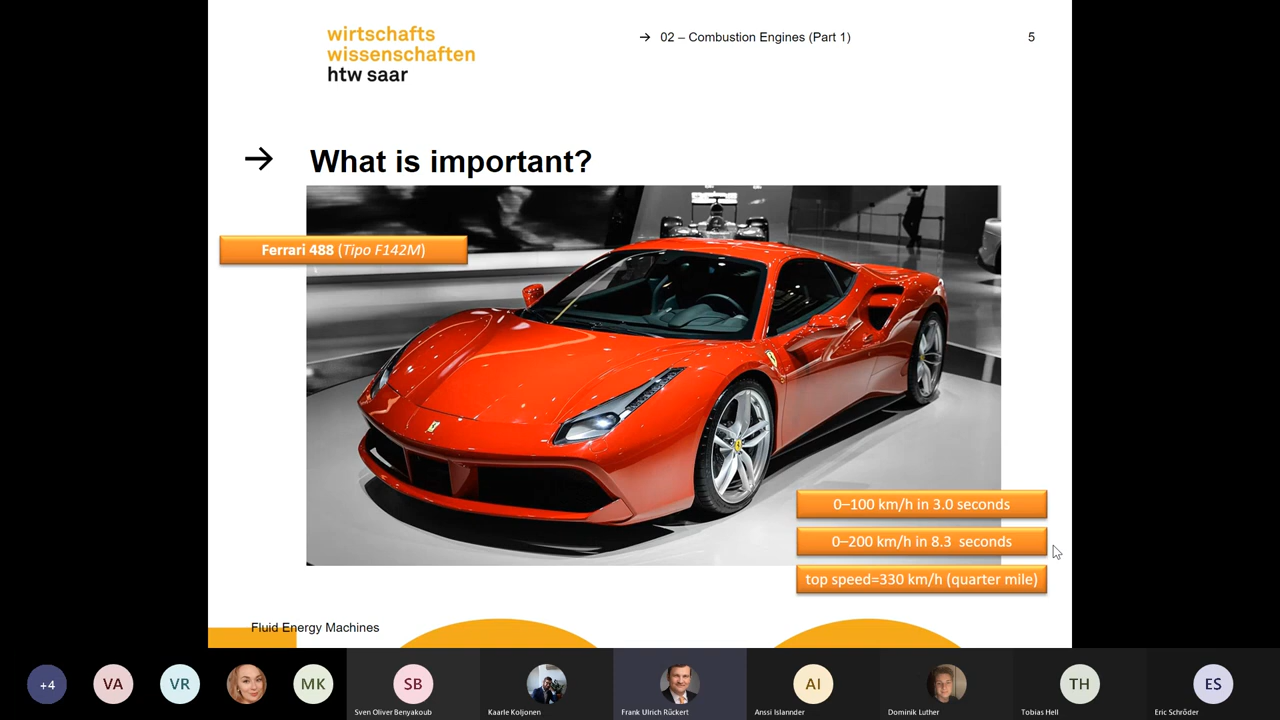 wirtschafts
wissenschaften
htw saar
→ 02 – Combustion Engines (Part 1)
5
→ What is important?
Ferrari 488 (Tipo F142M)
0–100 km/h in 3.0 seconds
0–200 km/h in 8.3 seconds
top speed=330 km/h (quarter mile)
Fluid Energy Machines
+4
VA
VR
MK
SB
AI
TH
ES
Sven Oliver Benyakoub
Kaarle Koljonen
Frank Ulrich Rückert
Anssi Islannder
Dominik Luther
Tobias Hell
Eric Schröder